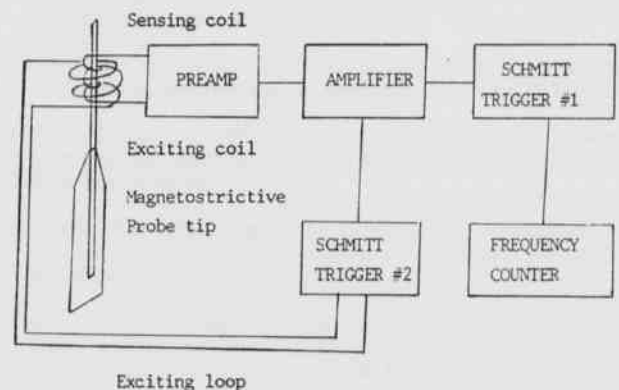 Sensing coil
PREAMP
AMPLIFIER
SCHMITT
TRIGGER #1
Exciting coil
Magnetostrictive
Probe tip
SCHMITT
TRIGGER #2
FREQUENCY
COUNTER
Exciting loop